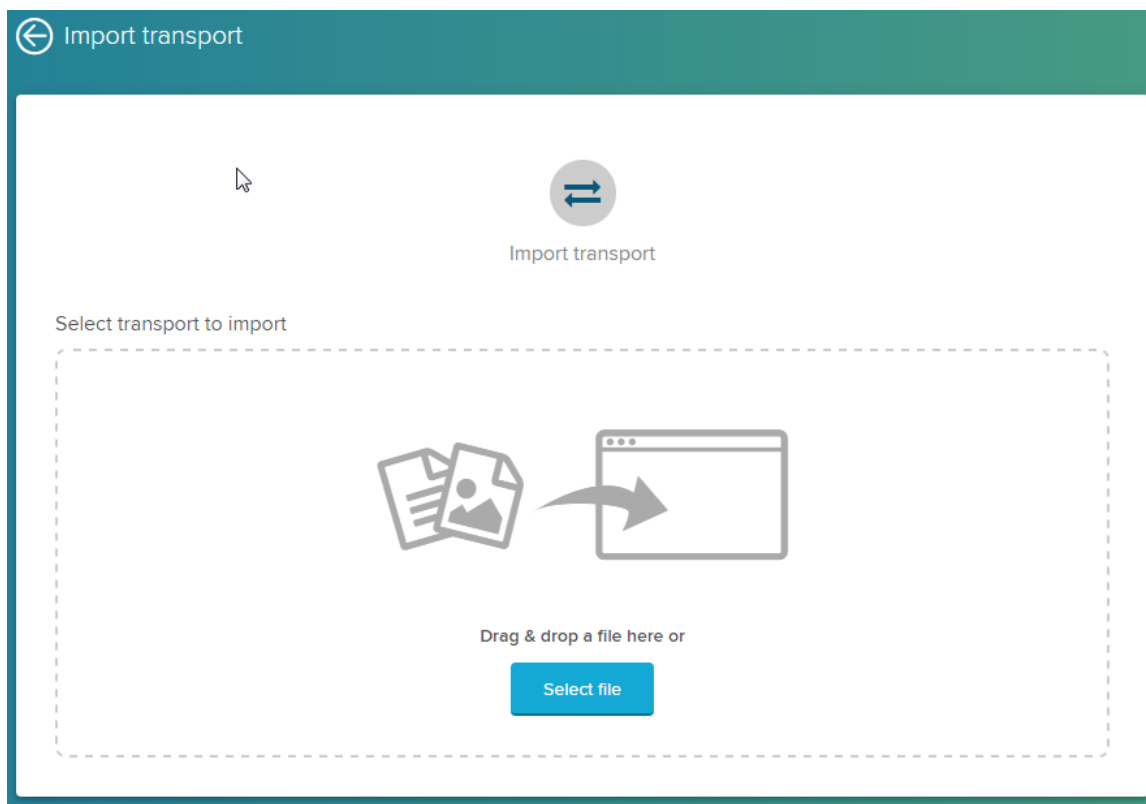 Import transport
Import transport
Select transport to import
Drag & drop a file here or
Select file